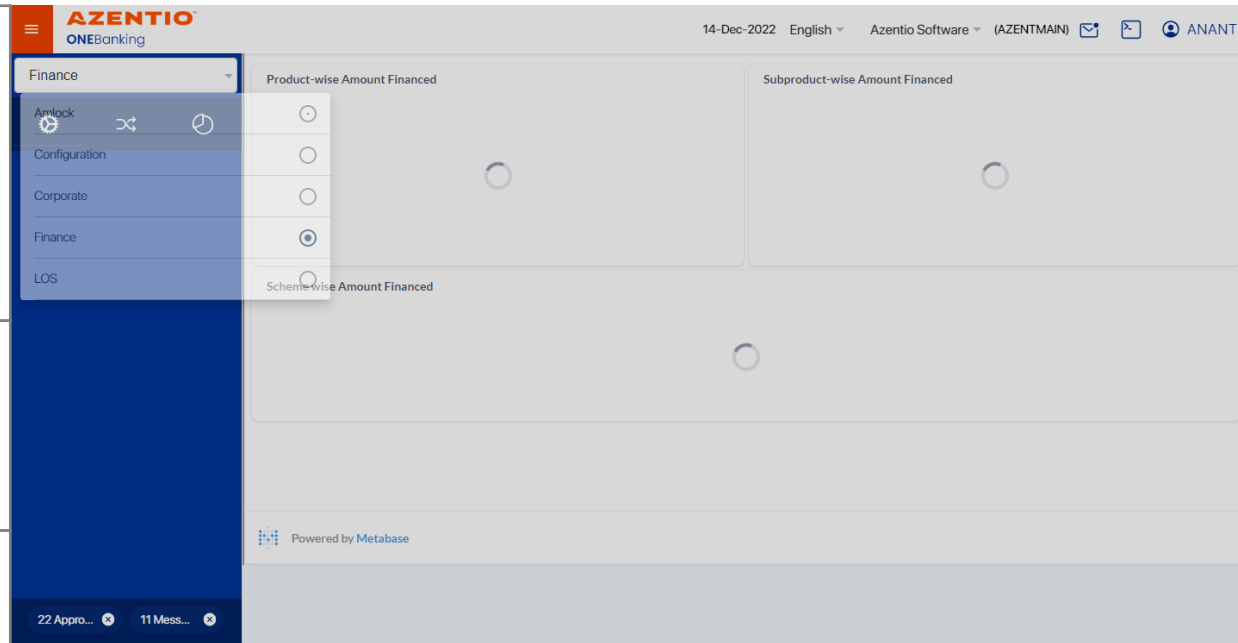 AZENTIO
ONEBanking
14-Dec-2022 English Azentio Software (AZENTMAIN) ANANT
Finance
Product-wise Amount Financed
Subproduct-wise Amount Financed
Amlock
Configuration
Corporate
Finance
LOS
Scheme-wise Amount Financed
Powered by Metabase
22 Appro... 11 Mess...